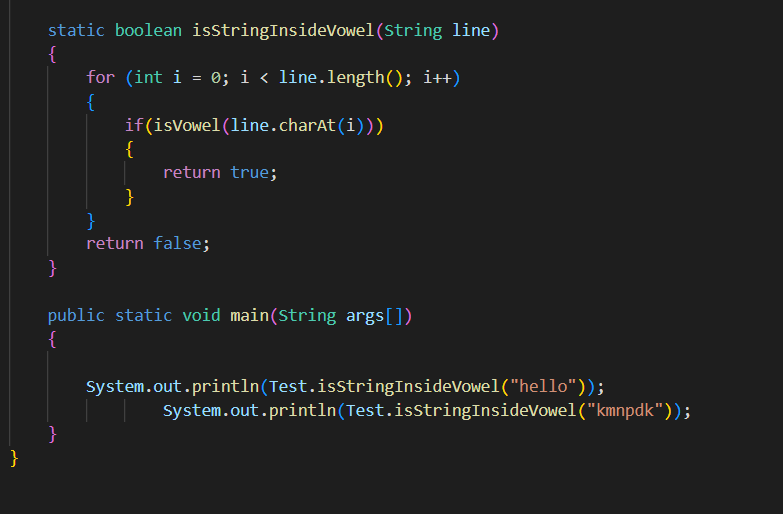 static boolean isStringInsideVowel(String line)
{
for (int i = 0; i < line.length(); i++)
{
if(isVowel(line.charAt(i)))
{
return true;
}
}
return false;
}
public static void main(String args[])
{
System.out.println(Test.isStringInsideVowel("hello"));
System.out.println(Test.isStringInsideVowel("kmnpdk"));
}
}